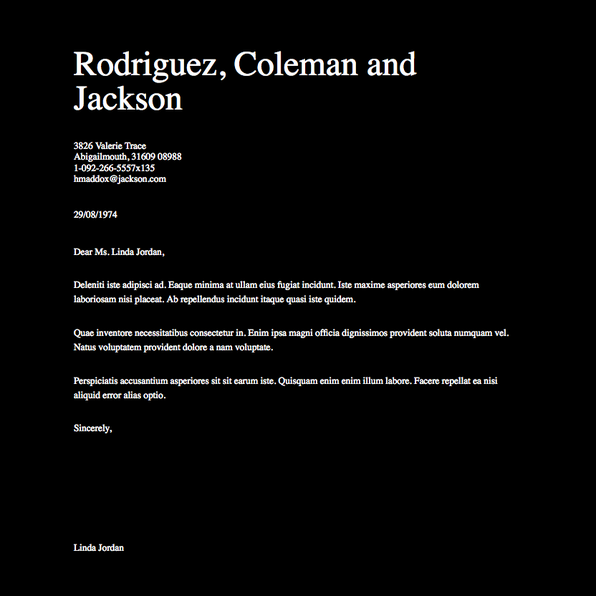 Rodriguez, Coleman and
Jackson
3826 Valerie Trace
Abigailmouth, 31609 08988
1-092-266-5557x135
hmaddox@jackson.com
29/08/1974
Dear Ms. Linda Jordan,
Deleniti iste adipisci ad. Eaque minima at ullam eius fugiat incidunt. Iste maxime asperiores eum dolorem
laboriosam nisi placeat. Ab repellendus incidunt itaque quasi iste quidem.
Quae inventore necessitatibus consectetur in. Enim ipsa magni officia dignissimos provident soluta numquam vel.
Natus voluptatem provident dolore a nam voluptate.
Perspiciatis accusantium asperiores sit sit earum iste. Quisquam enim enim illum labore. Facere repellat ea nisi
aliquid error alias optio.
Sincerely,
Linda Jordan